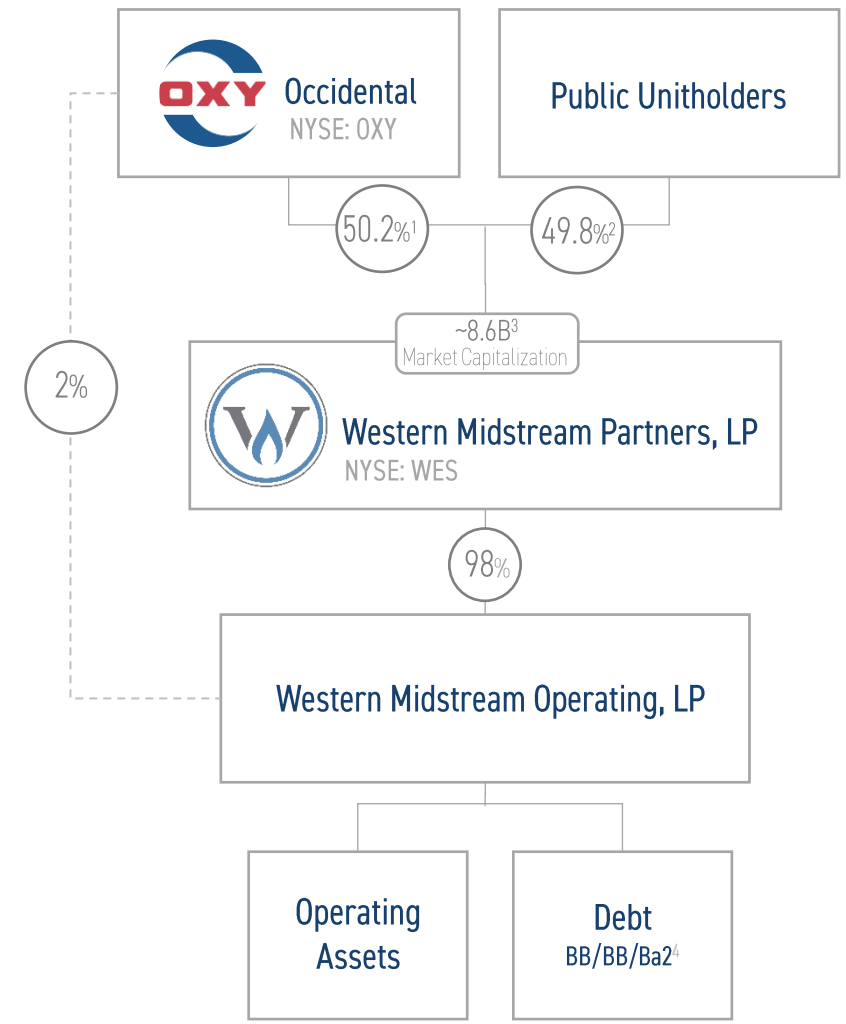 OXY
Occidental
NYSE: OXY
Public Unitholders
50.2%¹
49.8%²
~8.6B³
Market Capitalization
2%
W
Western Midstream Partners, LP
NYSE: WES
98%
Western Midstream Operating, LP
Operating
Assets
Debt
BB/BB/Ba2⁴